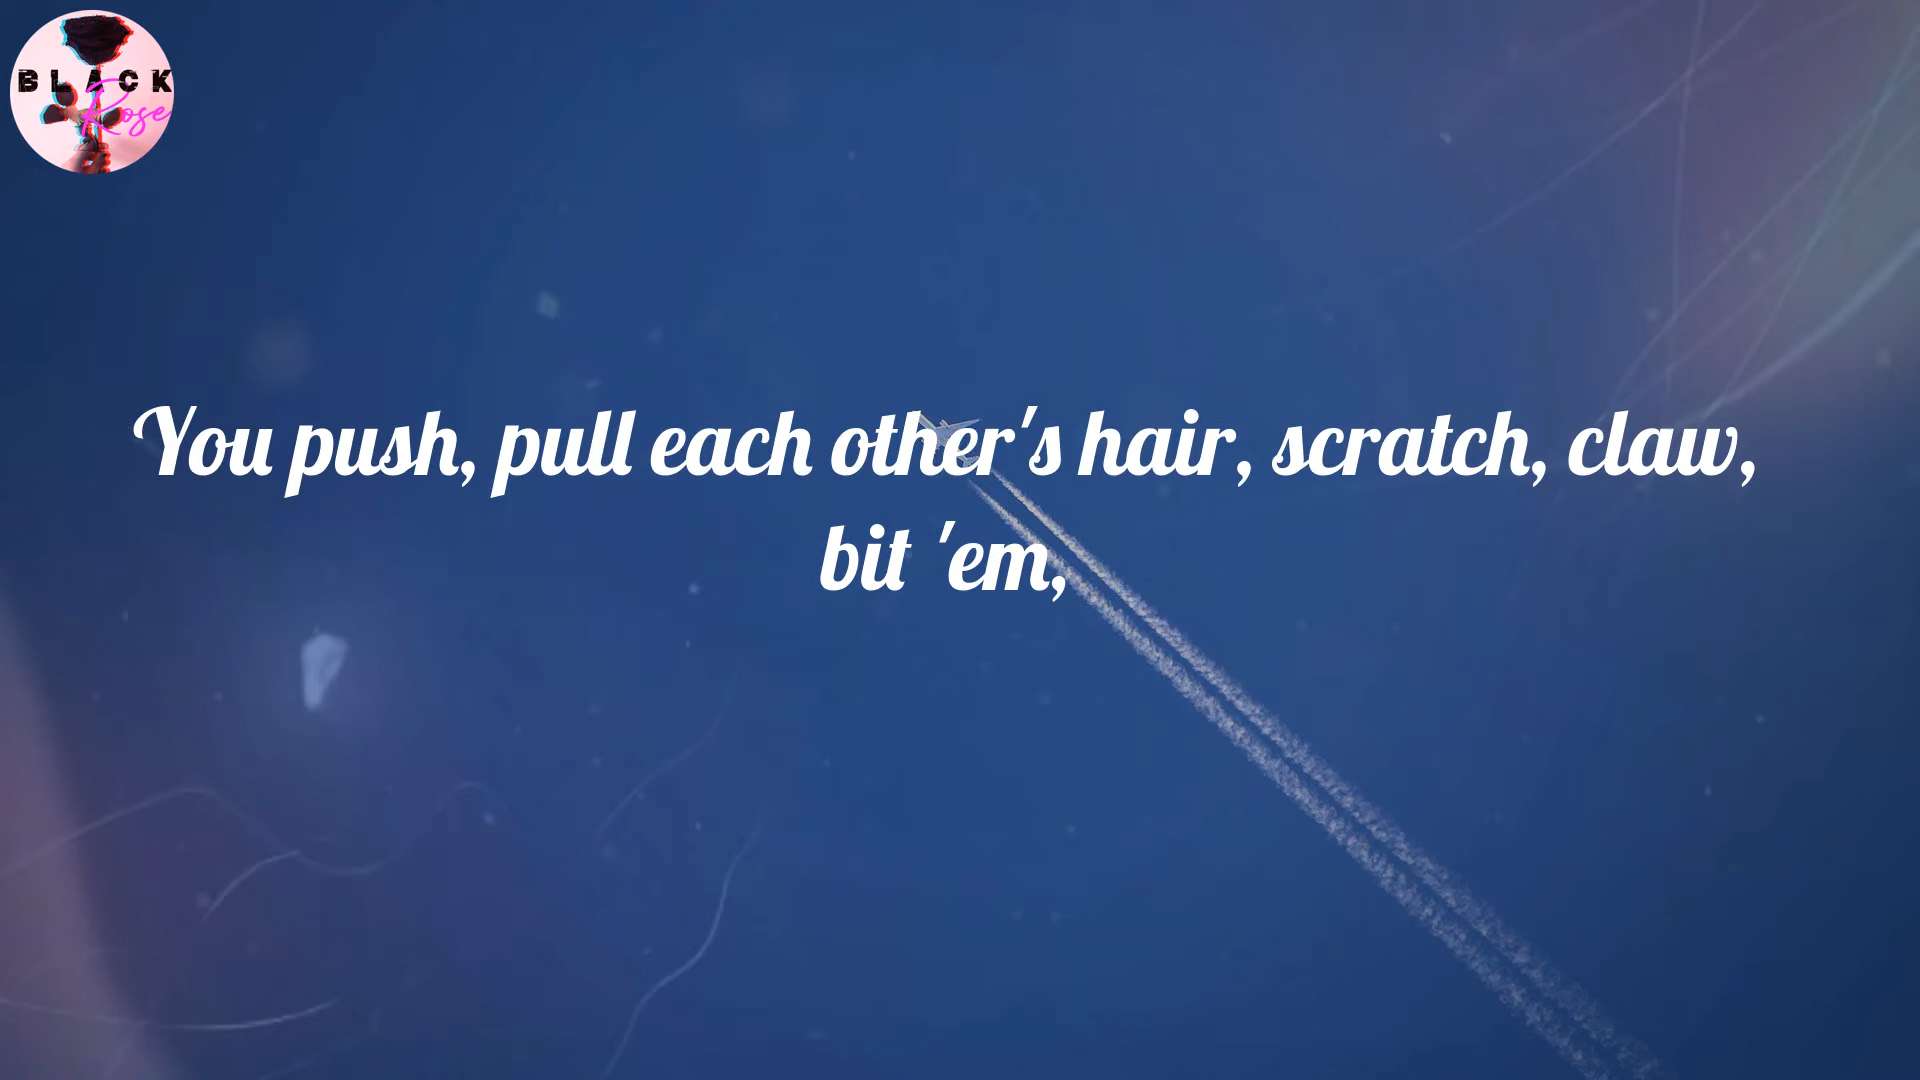 BLACK
Rose
You push, pull each other's hair, scratch, claw,
bit 'em,